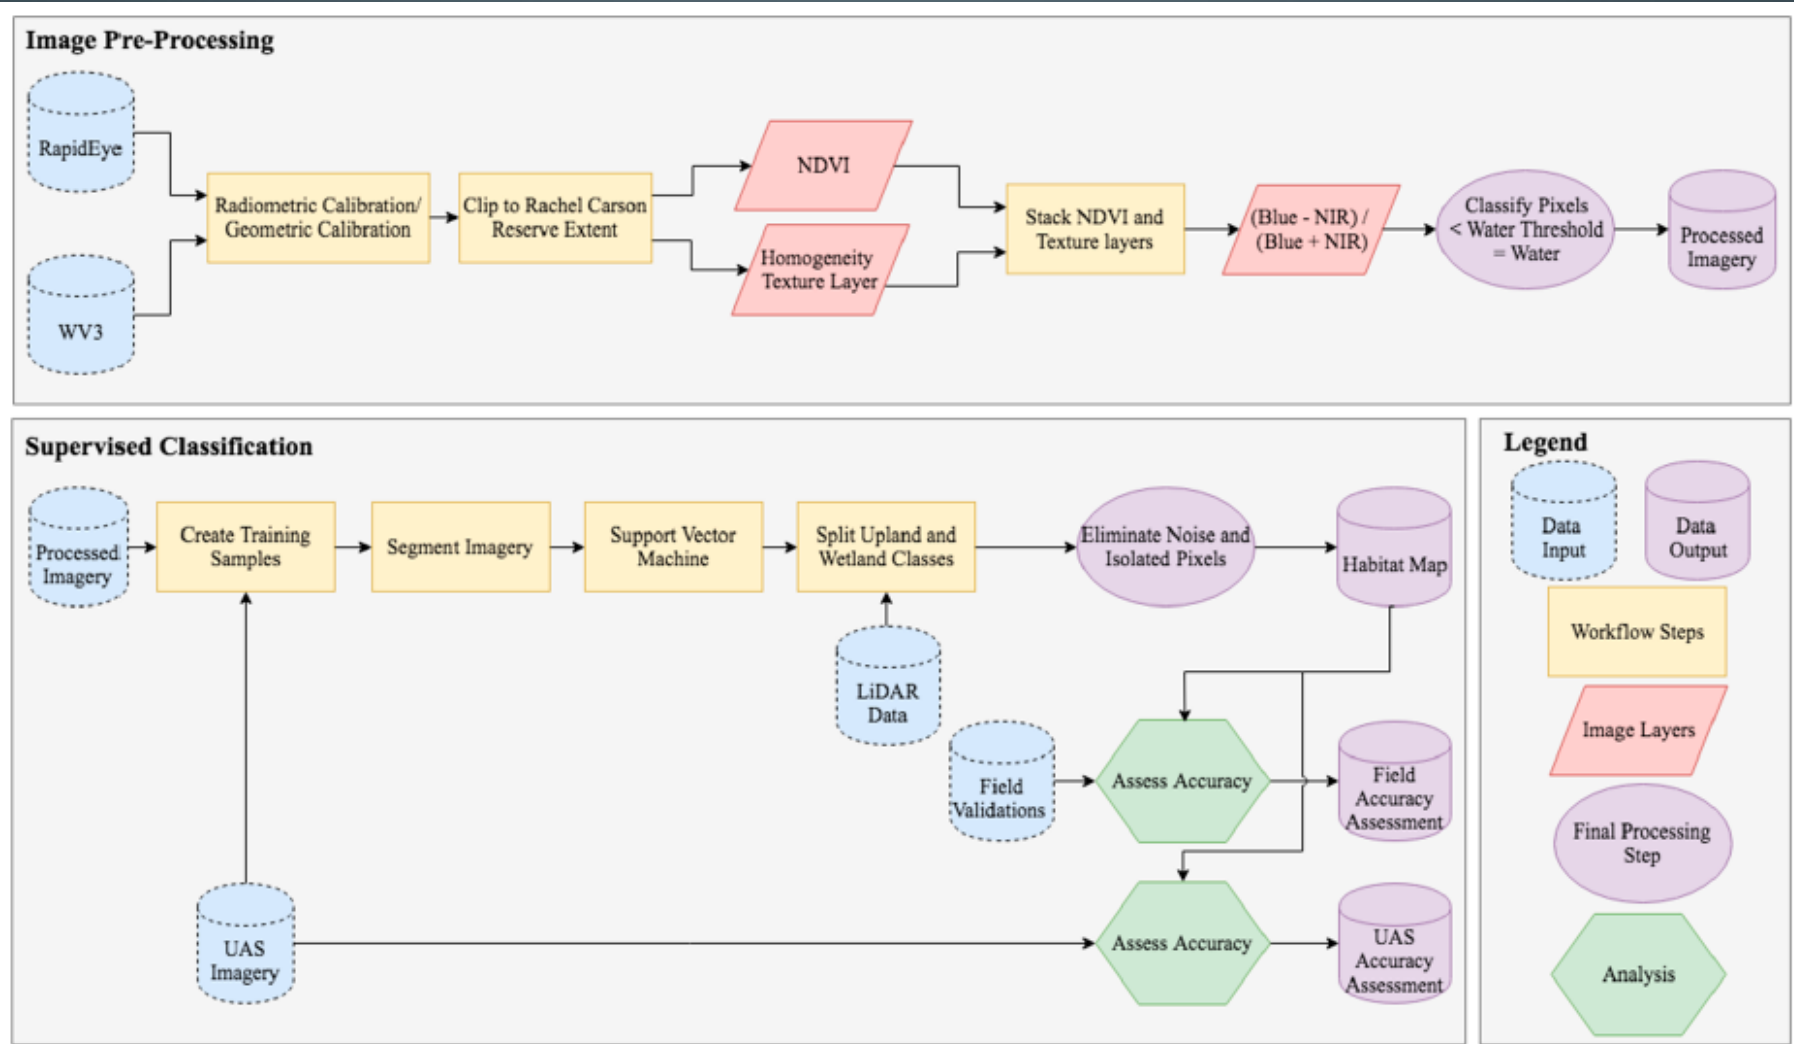 Image Pre-Processing
RapidEye
WV3
Radiometric Calibration/
Geometric Calibration
Clip to Rachel Carson
Reserve Extent
NDVI
Homogeneity
Texture Layer
Stack NDVI and
Texture layers
(Blue - NIR) /
(Blue + NIR)
Classify Pixels
< Water Threshold
= Water
Processed
Imagery
Supervised Classification
Processed
Imagery
Create Training
Samples
Segment Imagery
Support Vector
Machine
Split Upland and
Wetland Classes
Eliminate Noise and
Isolated Pixels
Habitat Map
LiDAR
Data
Field
Validations
Assess Accuracy
Field
Accuracy
Assessment
UAS
Imagery
Assess Accuracy
UAS
Accuracy
Assessment
Legend
Data
Input
Data
Output
Workflow Steps
Image Layers
Final Processing
Step
Analysis